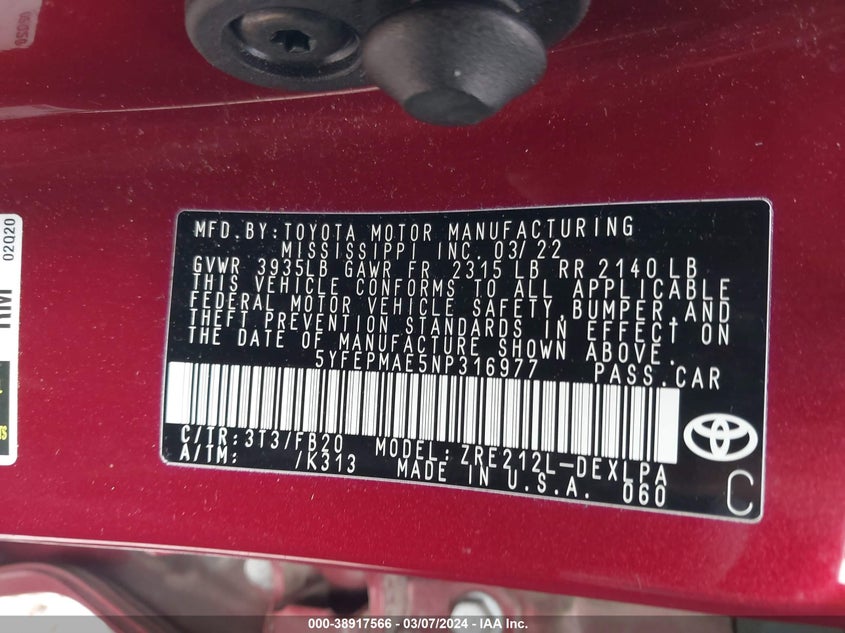 MFD. BY: TOYOTA MOTOR MANUFACTURING
MISSISSIPPI INC. 03/22
GVWR 3935LB GAWR FR 2315 LB RR 2140 LB
THIS VEHICLE CONFORMS TO ALL APPLICABLE
FEDERAL MOTOR VEHICLE SAFETY, BUMPER, AND
THEFT PREVENTION STANDARDS IN EFFECT ON
THE DATE OF MANUFACTURE SHOWN ABOVE.
5YFEPMAE5NP316977 PASS. CAR
C/TR: 3T3/FB20 MODEL: ZRE212L-DEXLPA
A/TM: /K313 MADE IN U.S.A. 060
C
02Q20
000-38917566 - 03/07/2024 - IAA Inc.